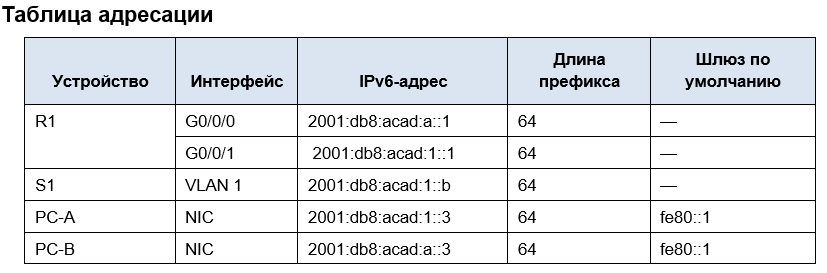 Таблица адресации
Устройство Интерфейс IPv6-адрес Длина префикса Шлюз по умолчанию
R1 G0/0/0 2001:db8:acad:a::1 64 —
G0/0/1 2001:db8:acad:1::1 64 —
S1 VLAN 1 2001:db8:acad:1::b 64 —
PC-A NIC 2001:db8:acad:1::3 64 fe80::1
PC-B NIC 2001:db8:acad:a::3 64 fe80::1